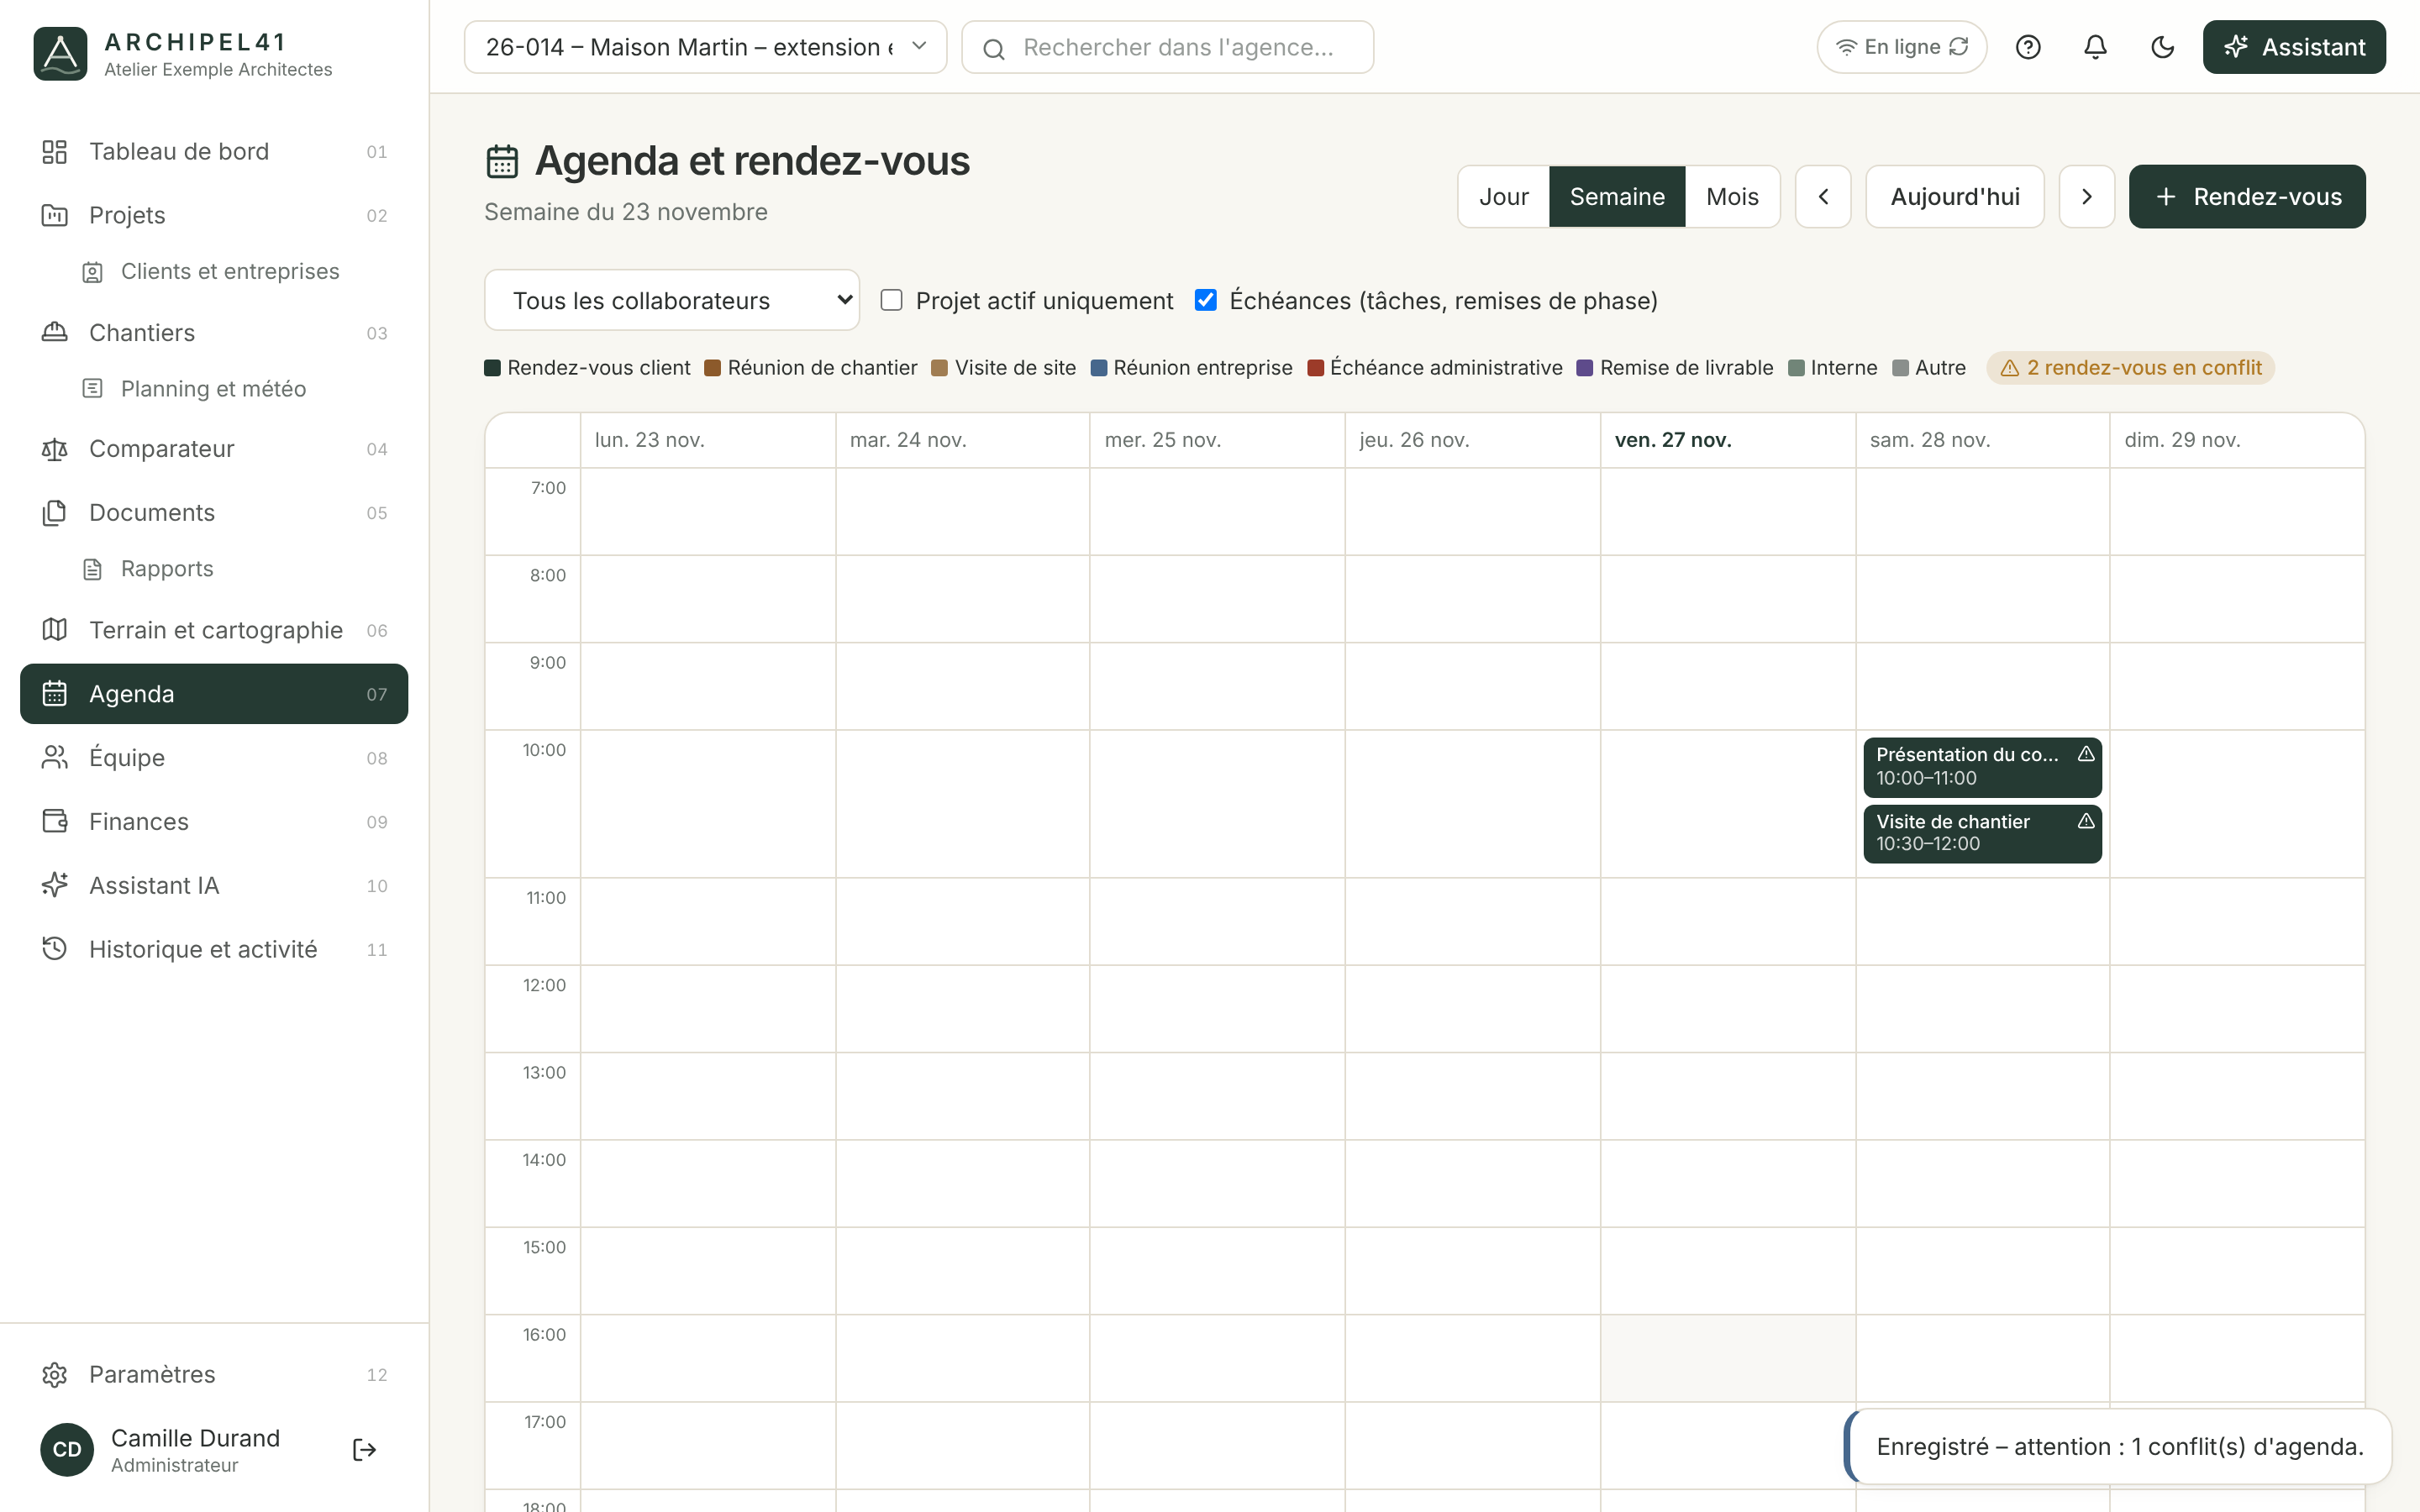 ARCHIPEL41
Atelier Exemple Architectes
Tableau de bord 01
Projets 02
Clients et entreprises
Chantiers 03
Planning et météo
Comparateur 04
Documents 05
Rapports
Terrain et cartographie 06
Agenda 07
Équipe 08
Finances 09
Assistant IA 10
Historique et activité 11
Paramètres 12
CD
Camille Durand
Administrateur
26-014 – Maison Martin – extension
Rechercher dans l'agence...
En ligne
Assistant
Agenda et rendez-vous
Semaine du 23 novembre
Jour Semaine Mois
Aujourd'hui
Rendez-vous
Tous les collaborateurs
Projet actif uniquement
Échéances (tâches, remises de phase)
Rendez-vous client Réunion de chantier Visite de site Réunion entreprise Échéance administrative Remise de livrable Interne Autre
2 rendez-vous en conflit
lun. 23 nov. mar. 24 nov. mer. 25 nov. jeu. 26 nov. ven. 27 nov. sam. 28 nov. dim. 29 nov.
7:00
8:00
9:00
10:00
Présentation du co...
10:00–11:00
Visite de chantier
10:30–12:00
11:00
12:00
13:00
14:00
15:00
16:00
17:00
18:00
Enregistré – attention : 1 conflit(s) d'agenda.